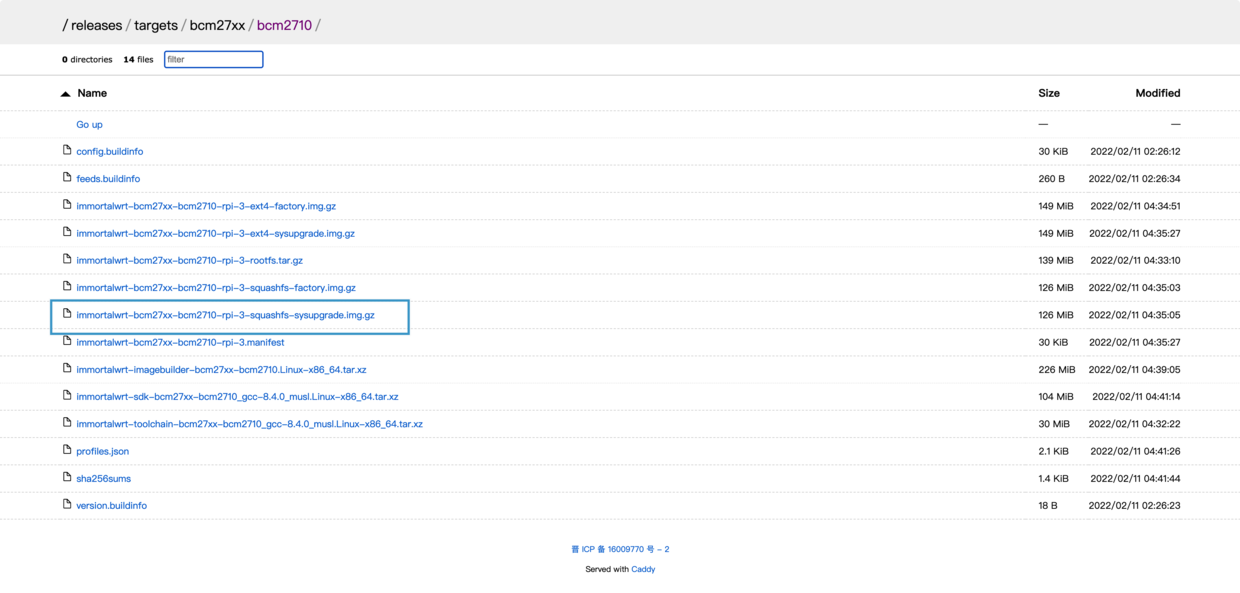 / releases / targets / bcm27xx / bcm2710 /
0 directories 14 files filter
Name Size Modified
Go up — —
config.buildinfo 30 KiB 2022/02/11 02:26:12
feeds.buildinfo 260 B 2022/02/11 02:26:34
immortalwrt-bcm27xx-bcm2710-rpi-3-ext4-factory.img.gz 149 MiB 2022/02/11 04:34:51
immortalwrt-bcm27xx-bcm2710-rpi-3-ext4-sysupgrade.img.gz 149 MiB 2022/02/11 04:35:27
immortalwrt-bcm27xx-bcm2710-rpi-3-rootfs.tar.gz 139 MiB 2022/02/11 04:33:10
immortalwrt-bcm27xx-bcm2710-rpi-3-squashfs-factory.img.gz 126 MiB 2022/02/11 04:35:03
immortalwrt-bcm27xx-bcm2710-rpi-3-squashfs-sysupgrade.img.gz 126 MiB 2022/02/11 04:35:05
immortalwrt-bcm27xx-bcm2710-rpi-3.manifest 30 KiB 2022/02/11 04:35:27
immortalwrt-imagebuilder-bcm27xx-bcm2710.Linux-x86_64.tar.xz 226 MiB 2022/02/11 04:39:05
immortalwrt-sdk-bcm27xx-bcm2710_gcc-8.4.0_musl.Linux-x86_64.tar.xz 104 MiB 2022/02/11 04:41:14
immortalwrt-toolchain-bcm27xx-bcm2710_gcc-8.4.0_musl.Linux-x86_64.tar.xz 30 MiB 2022/02/11 04:32:22
profiles.json 2.1 KiB 2022/02/11 04:41:26
sha256sums 1.4 KiB 2022/02/11 04:41:44
version.buildinfo 18 B 2022/02/11 02:26:23
晋 ICP 备 16009770 号 - 2
Served with Caddy